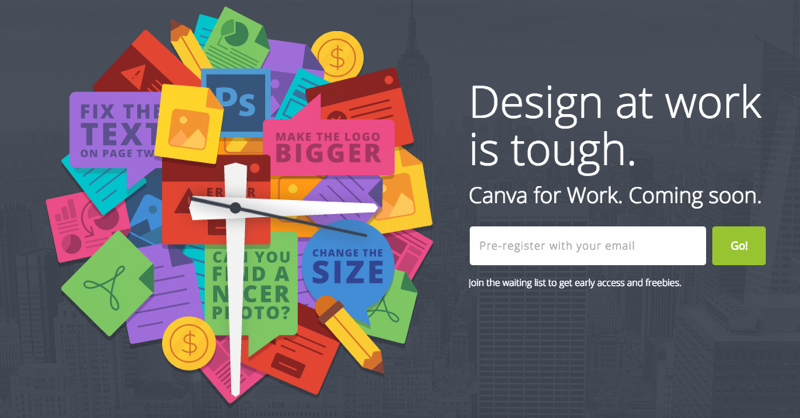 FIX THE
TEXT
ON PAGE TW
Ps
MAKE THE LOGO
BIGGER
ERROR
CAN YOU
FIND A
NICER
PHOTO?
CHANGE THE
SIZE
Design at work
is tough.
Canva for Work. Coming soon.
Pre-register with your email
Go!
Join the waiting list to get early access and freebies.